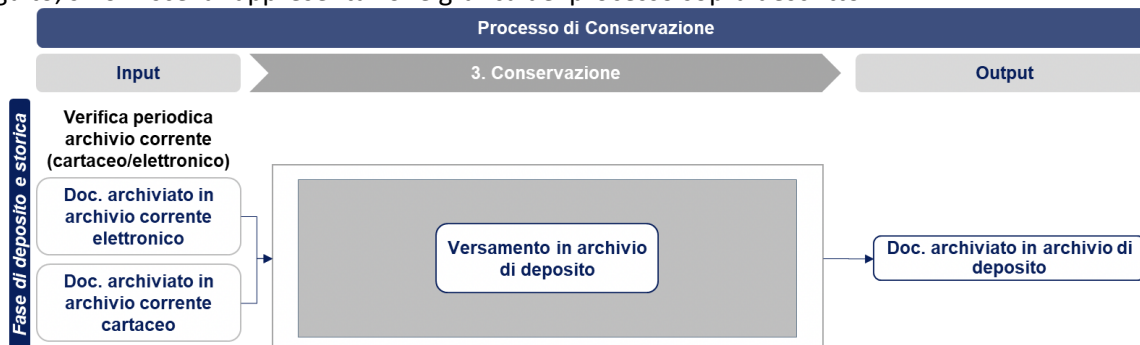 Processo di Conservazione
Input
3. Conservazione
Output
Fase di deposito e storica
Verifica periodica
archivio corrente
(cartaceo/elettronico)
Doc. archiviato in
archivio corrente
elettronico
Doc. archiviato in
archivio corrente
cartaceo
Versamento in archivio
di deposito
Doc. archiviato in archivio di
deposito